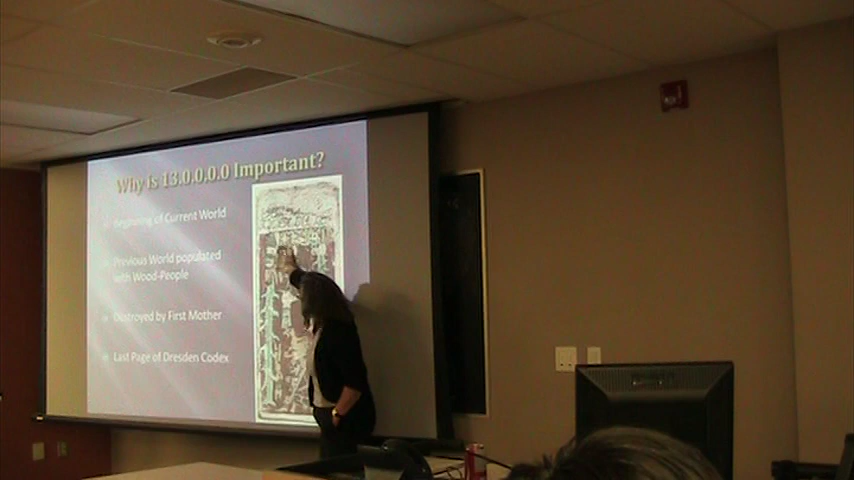 Why is 13.0.0.0.0 Important?
Beginning of Current World
Previous World populated
with Wood-People
Destroyed by First Mother
Last Page of Dresden Codex